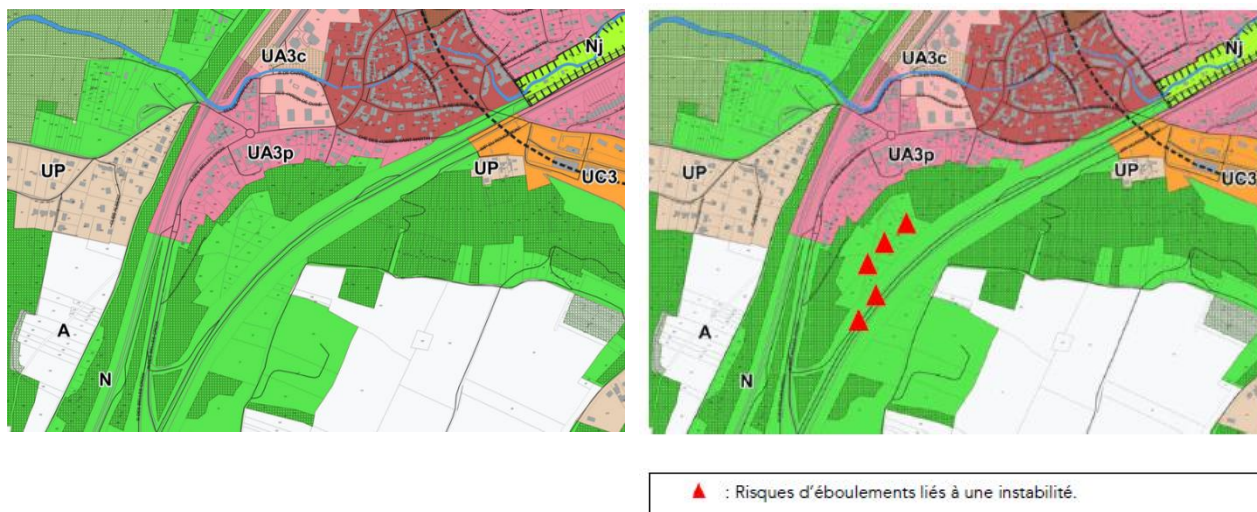 Nj
UA3c
UA3p
UP
UP
UC3
A
N
Nj
UA3c
UA3p
UP
UP
UC3
A
N
: Risques d'éboulements liés à une instabilité.